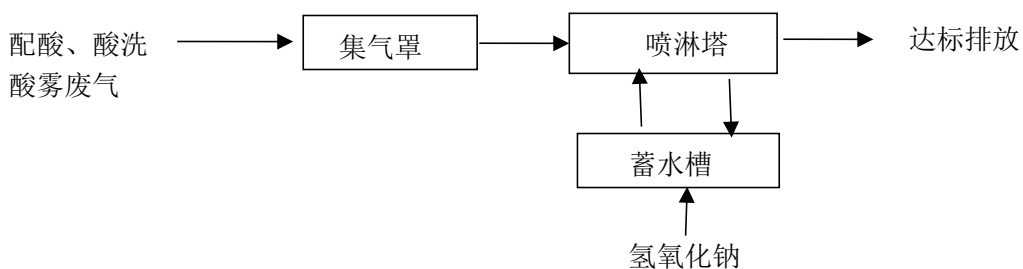 配酸、酸洗
酸雾废气
集气罩
喷淋塔
达标排放
蓄水槽
氢氧化钠